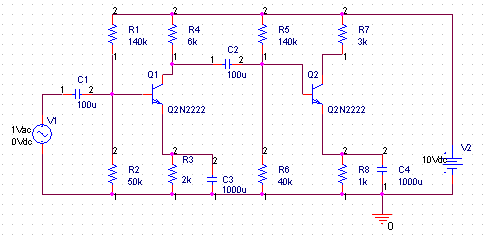 2 2 2 2
R1 R4 R5 R7
140k 6k 140k 3k
C2
1 1 2 1 2 1 1
C1 100u
1 2 Q1 Q2
100u
V1 Q2N2222 Q2N2222
1Vac
0Vdc
2 2 2 2 2 2 V2
R2 R3 R6 R8 C4 10Vdc
50k 2k C3 40k 1k 1000u
1000u
1 1 1 1 1 1 1
0